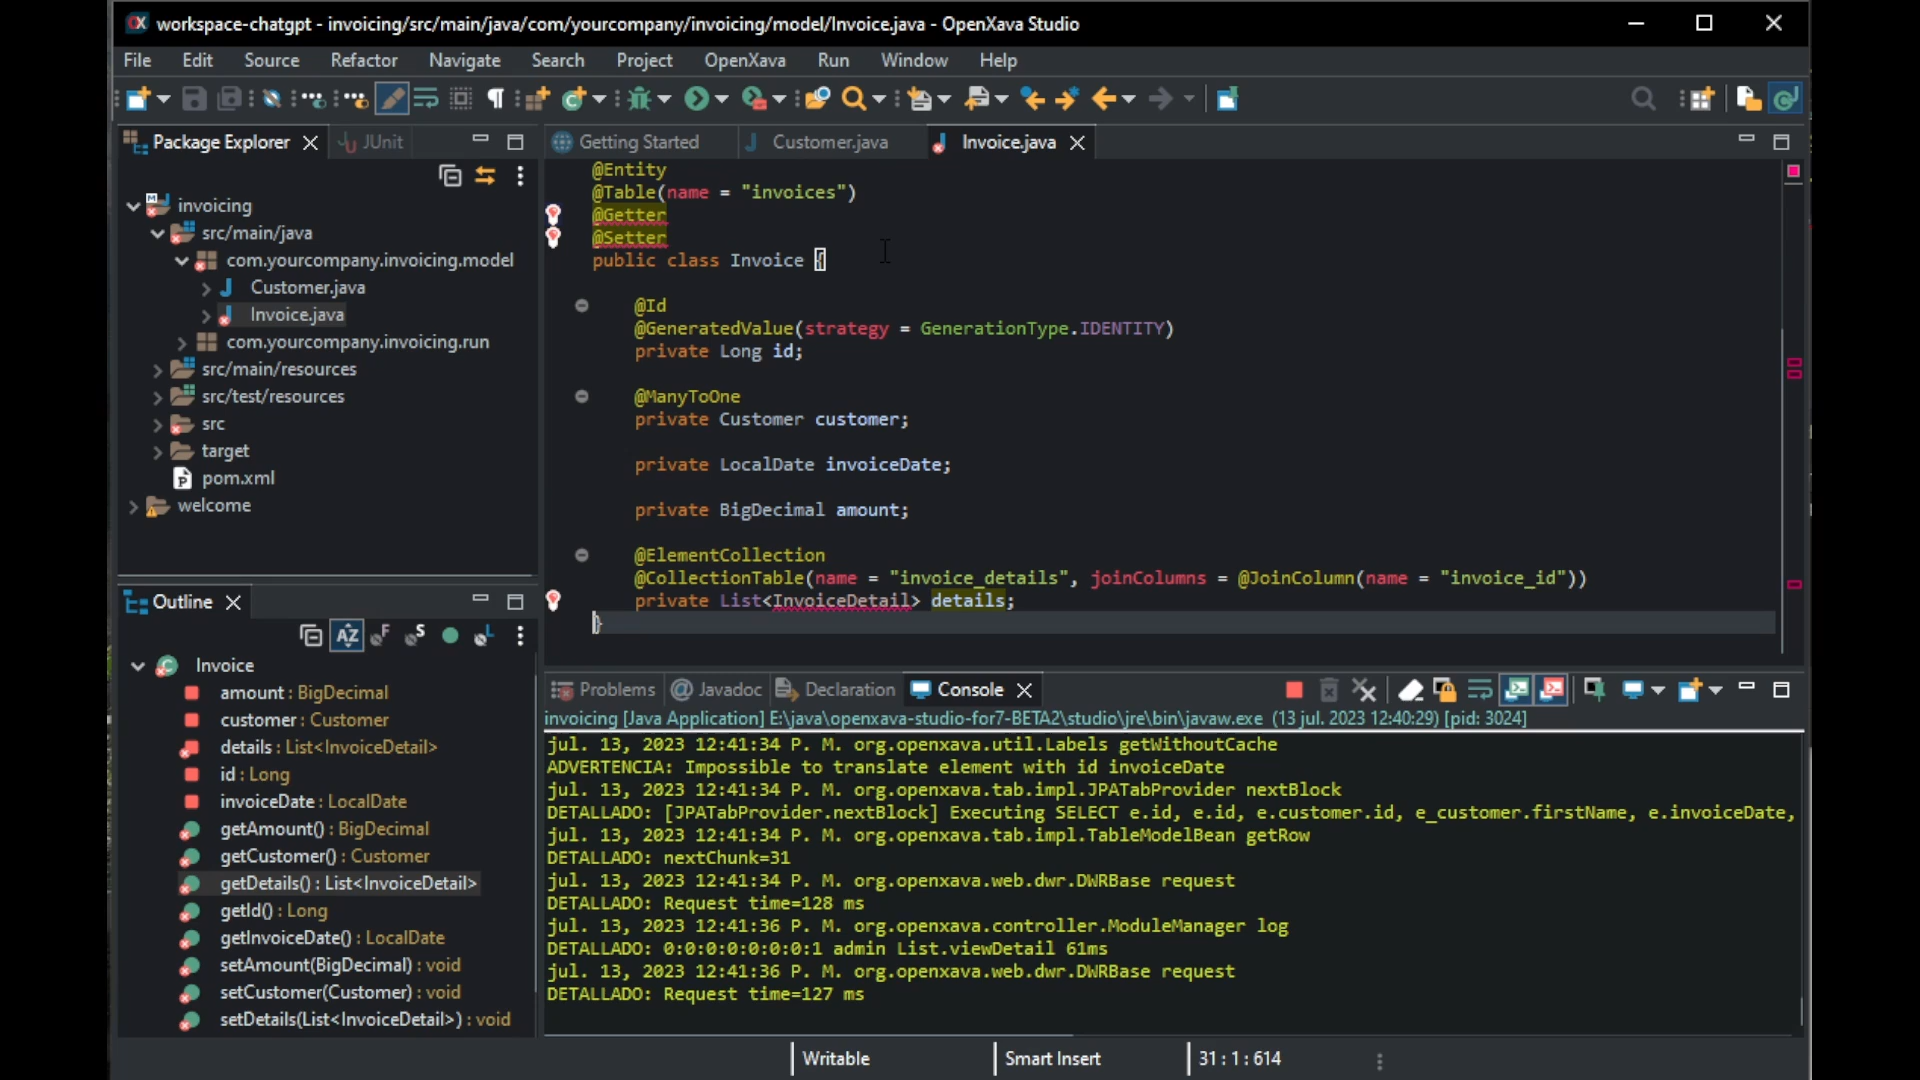 workspace-chatgpt - invoicing/src/main/java/com/yourcompany/invoicing/model/Invoice.java - OpenXava Studio
File Edit Source Refactor Navigate Search Project OpenXava Run Window Help
Package Explorer
JUnit
invoicing
src/main/java
com.yourcompany.invoicing.model
Customer.java
Invoice.java
com.yourcompany.invoicing.run
src/main/resources
src/test/resources
src
target
pom.xml
welcome
Outline
Invoice
amount : BigDecimal
customer : Customer
details : List<InvoiceDetail>
id : Long
invoiceDate : LocalDate
getAmount() : BigDecimal
getCustomer() : Customer
getDetails() : List<InvoiceDetail>
getId() : Long
getInvoiceDate() : LocalDate
setAmount(BigDecimal) : void
setCustomer(Customer) : void
setDetails(List<InvoiceDetail>) : void
Getting Started
Customer.java
Invoice.java
@Entity
@Table(name = "invoices")
@Getter
@Setter
public class Invoice {
@Id
@GeneratedValue(strategy = GenerationType.IDENTITY)
private Long id;
@ManyToOne
private Customer customer;
private LocalDate invoiceDate;
private BigDecimal amount;
@ElementCollection
@CollectionTable(name = "invoice_details", joinColumns = @JoinColumn(name = "invoice_id"))
private List<InvoiceDetail> details;
}
Problems
Javadoc
Declaration
Console
invoicing [Java Application] E:\java\openxava-studio-for7-BETA2\studio\jre\bin\javaw.exe (13 jul. 2023 12:40:29) [pid: 3024]
jul. 13, 2023 12:41:34 P. M. org.openxava.util.Labels getWithoutCache
ADVERTENCIA: Impossible to translate element with id invoiceDate
jul. 13, 2023 12:41:34 P. M. org.openxava.tab.impl.JPATabProvider nextBlock
DETALLADO: [JPATabProvider.nextBlock] Executing SELECT e.id, e.id, e.customer.id, e_customer.firstName, e.invoiceDate,
jul. 13, 2023 12:41:34 P. M. org.openxava.tab.impl.TableModelBean getRow
DETALLADO: nextChunk=31
jul. 13, 2023 12:41:34 P. M. org.openxava.web.dwr.DWRBase request
DETALLADO: Request time=128 ms
jul. 13, 2023 12:41:36 P. M. org.openxava.controller.ModuleManager log
DETALLADO: 0:0:0:0:0:0:0:1 admin List.viewDetail 61ms
jul. 13, 2023 12:41:36 P. M. org.openxava.web.dwr.DWRBase request
DETALLADO: Request time=127 ms
Writable
Smart Insert
31 : 1 : 614